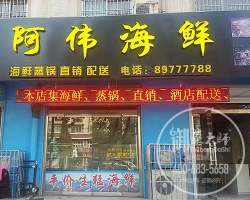 阿伟海鲜
海鲜蒸锅 直销 配送 电话：89777788
本店集海鲜、蒸锅、直销、酒店配送、
平价生猛海鲜